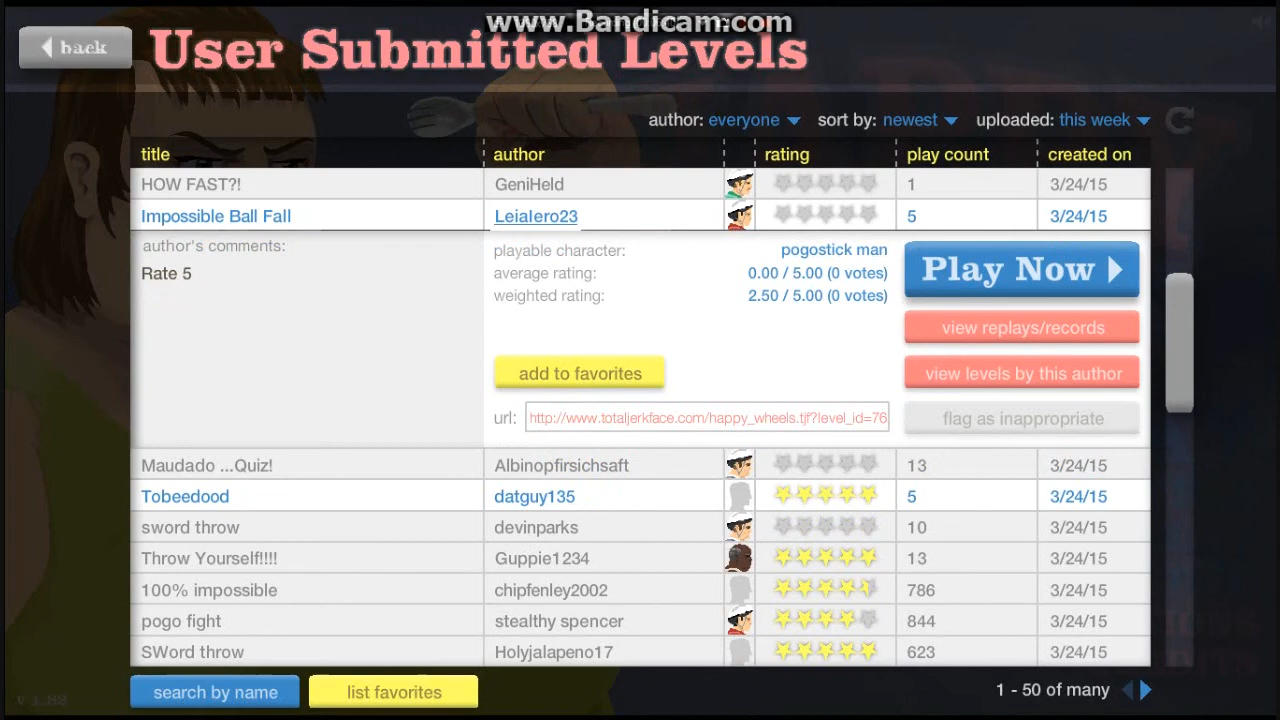 www.Bandicam.com
back
User Submitted Levels
author: everyone sort by: newest uploaded: this week
title author rating play count created on
HOW FAST?! GeniHeld 1 3/24/15
Impossible Ball Fall Leialero23 5 3/24/15
author's comments:
Rate 5
playable character: pogostick man
average rating: 0.00 / 5.00 (0 votes)
weighted rating: 2.50 / 5.00 (0 votes)
Play Now
view replays/records
add to favorites
view levels by this author
url: http://www.totaljerkface.com/happy_wheels.tjf?level_id=76
flag as inappropriate
Maudado ...Quiz! Albinopfirsichsaft 13 3/24/15
Tobeedood datguy135 5 3/24/15
sword throw devinparks 10 3/24/15
Throw Yourself!!!! Guppie1234 13 3/24/15
100% impossible chipfenley2002 786 3/24/15
pogo fight stealthy spencer 844 3/24/15
SWord throw Holyjalapeno17 623 3/24/15
search by name list favorites 1 - 50 of many
v 1.88